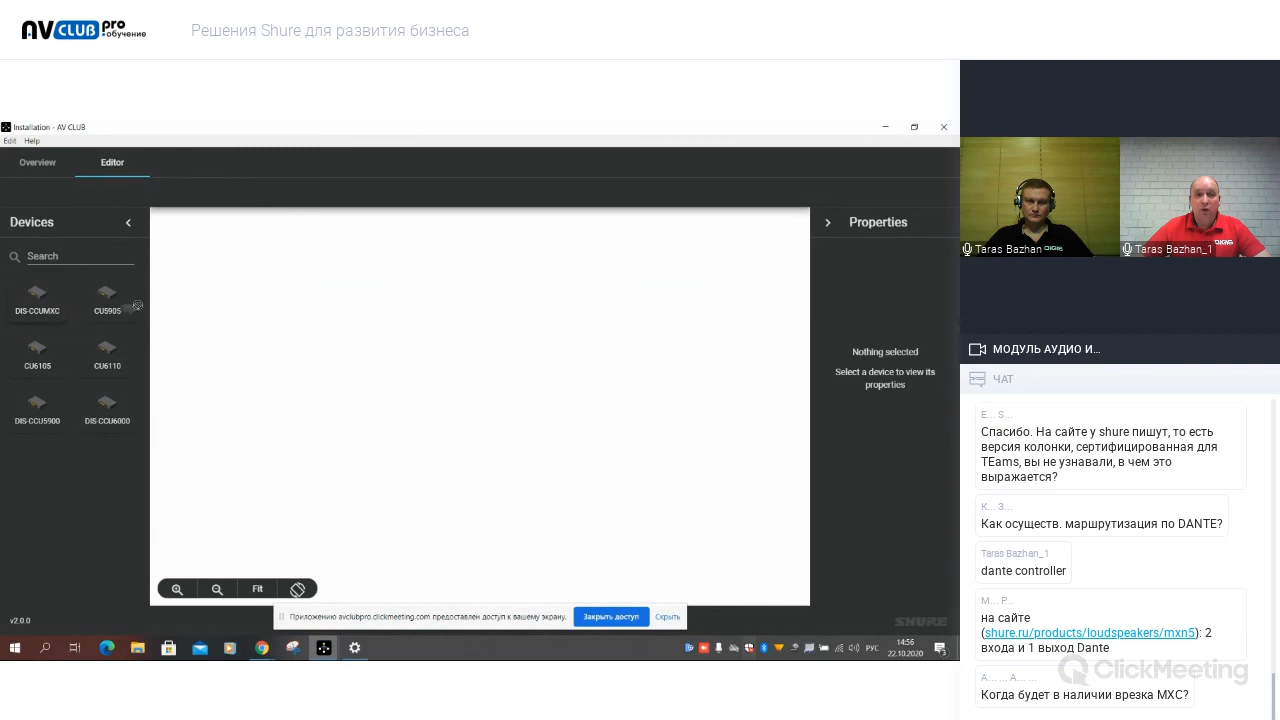 AV CLUB pro
•обучение
Решения Shure для развития бизнеса
Installation - AV CLUB
Edit Help
Overview Editor
Devices
Search
DIS-CCUMXC CU5905
CU6105 CU6110
DIS-CCU5900 DIS-CCU6000
v2.0.0
Fit
Properties
Nothing selected
Select a device to view its
properties
SHURE
Приложению avclubpro.clickmeeting.com предоставлен доступ к вашему экрану. Закрыть доступ Скрыть
РУС
14:56
22.10.2020
3
Taras Bazhan
DIGIS
Taras Bazhan_1
DIGIS
МОДУЛЬ АУДИО И...
ЧАТ
E... S...
Спасибо. На сайте у shure пишут, то есть
версия колонки, сертифицированная для
TEams, вы не узнавали, в чем это
выражается?
К... З...
Как осуществ. маршрутизация по DANTE?
Taras Bazhan_1
dante controller
М... Р...
на сайте
(shure.ru/products/loudspeakers/mxn5): 2
входа и 1 выход Dante
А... ... А... ...
Когда будет в наличии врезка MXC?
ClickMeeting